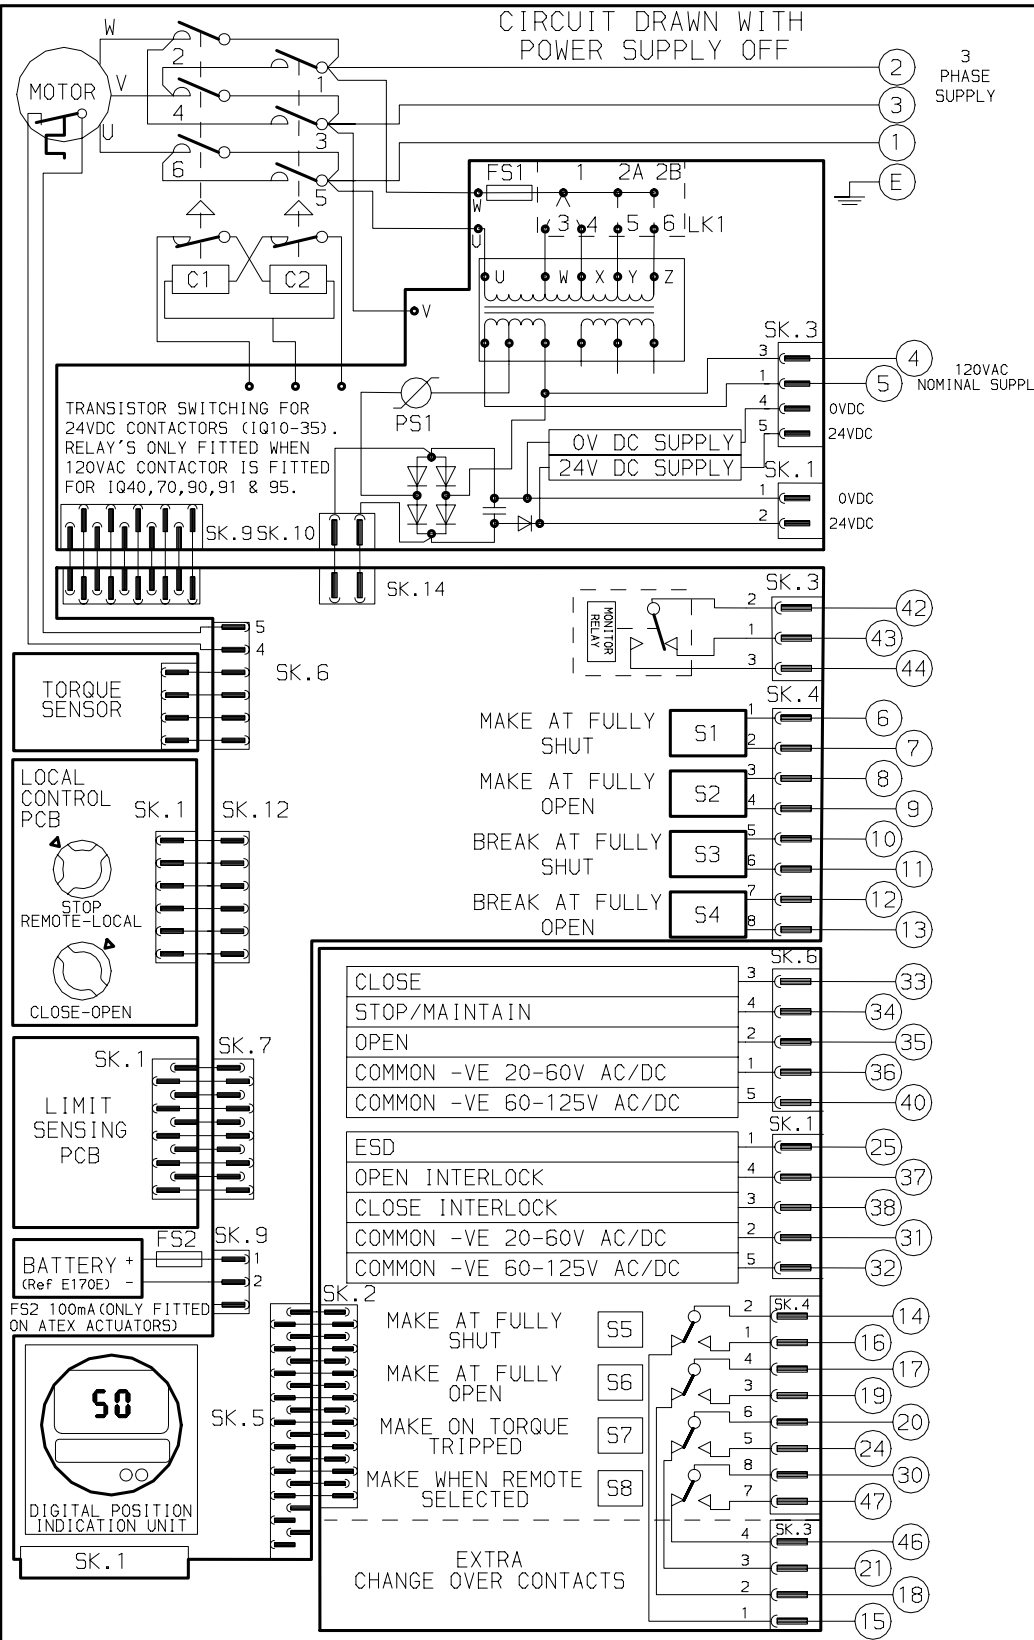 CIRCUIT DRAWN WITH
POWER SUPPLY OFF
W
V
U
MOTOR
2
4
6
1
3
5
2
3
1
E
3
PHASE
SUPPLY
C1
C2
FS1
1
2A
2B
3
4
5
6
LK1
W
U
V
U
W
X
Y
Z
SK.3
3
4
1
5
120VAC
NOMINAL SUPPL
4
0VDC
5
24VDC
PS1
0V DC SUPPLY
24V DC SUPPLY
SK.1
1
0VDC
2
24VDC
TRANSISTOR SWITCHING FOR
24VDC CONTACTORS (IQ10-35).
RELAY'S ONLY FITTED WHEN
120VAC CONTACTOR IS FITTED
FOR IQ40,70,90,91 & 95.
SK.9
SK.10
SK.14
5
4
SK.6
TORQUE
SENSOR
MONITOR
RELAY
SK.3
2
42
1
43
3
44
SK.4
MAKE AT FULLY
SHUT
S1
1
6
2
7
MAKE AT FULLY
OPEN
S2
3
8
4
9
BREAK AT FULLY
SHUT
S3
5
10
6
11
BREAK AT FULLY
OPEN
S4
7
12
8
13
LOCAL
CONTROL
PCB
SK.1
SK.12
STOP
REMOTE-LOCAL
CLOSE-OPEN
SK.6
CLOSE
3
33
STOP/MAINTAIN
4
34
OPEN
2
35
COMMON -VE 20-60V AC/DC
1
36
COMMON -VE 60-125V AC/DC
5
40
SK.1
SK.7
LIMIT
SENSING
PCB
SK.1
ESD
1
25
OPEN INTERLOCK
4
37
CLOSE INTERLOCK
3
38
COMMON -VE 20-60V AC/DC
2
31
COMMON -VE 60-125V AC/DC
5
32
BATTERY
(Ref E170E)
+
-
FS2
SK.9
1
2
FS2 100mA(ONLY FITTED
ON ATEX ACTUATORS)
SK.2
SK.5
SK.4
MAKE AT FULLY
SHUT
S5
2
14
1
16
MAKE AT FULLY
OPEN
S6
4
17
3
19
MAKE ON TORQUE
TRIPPED
S7
6
20
5
24
MAKE WHEN REMOTE
SELECTED
S8
8
30
7
47
50
DIGITAL POSITION
INDICATION UNIT
SK.1
EXTRA
CHANGE OVER CONTACTS
SK.3
4
46
3
21
2
18
1
15